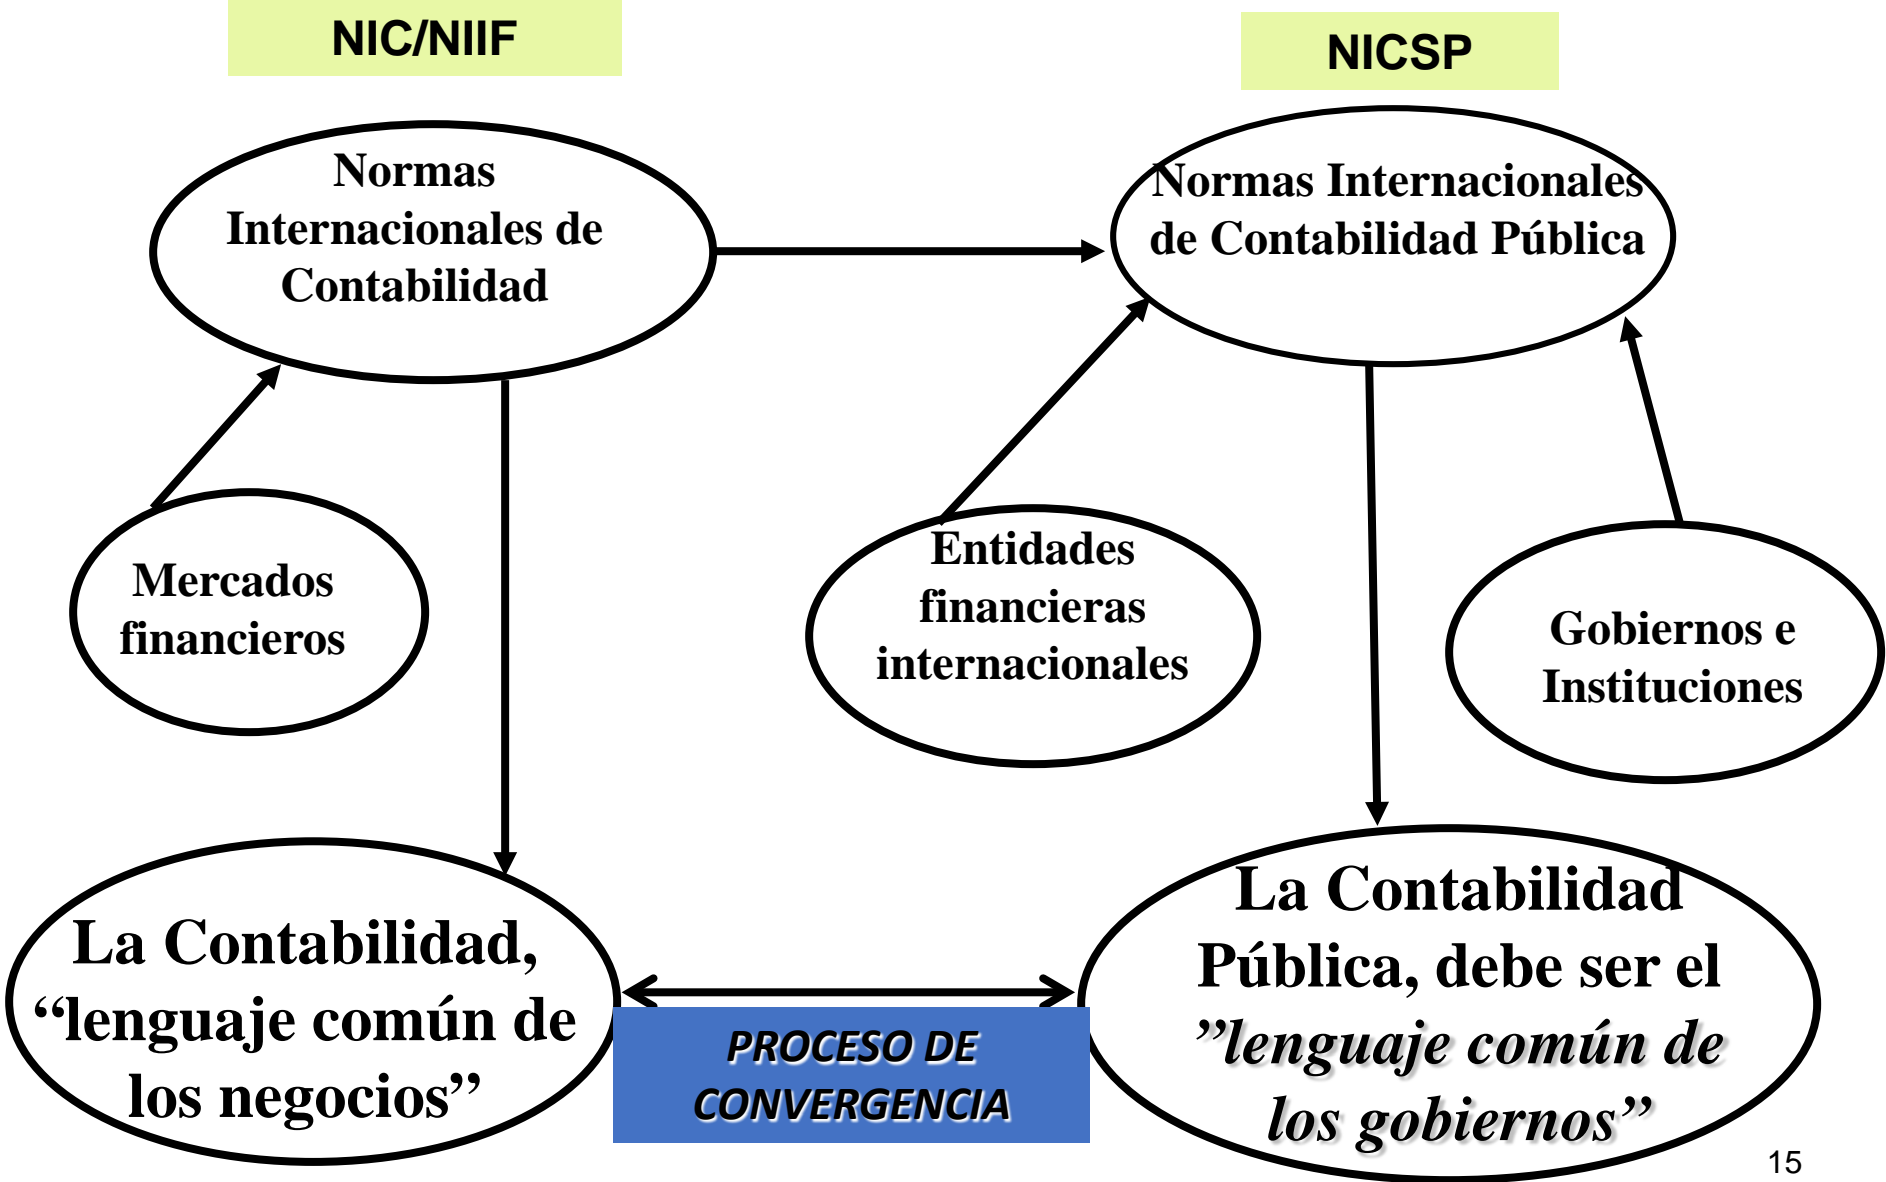 NIC/NIIF
NICSP
Normas
Internacionales de
Contabilidad
Normas Internacionales
de Contabilidad Pública
Mercados
financieros
Entidades
financieras
internacionales
Gobiernos e
Instituciones
La Contabilidad,
“lenguaje común de
los negocios”
PROCESO DE
CONVERGENCIA
La Contabilidad
Pública, debe ser el
”lenguaje común de
los gobiernos”
15